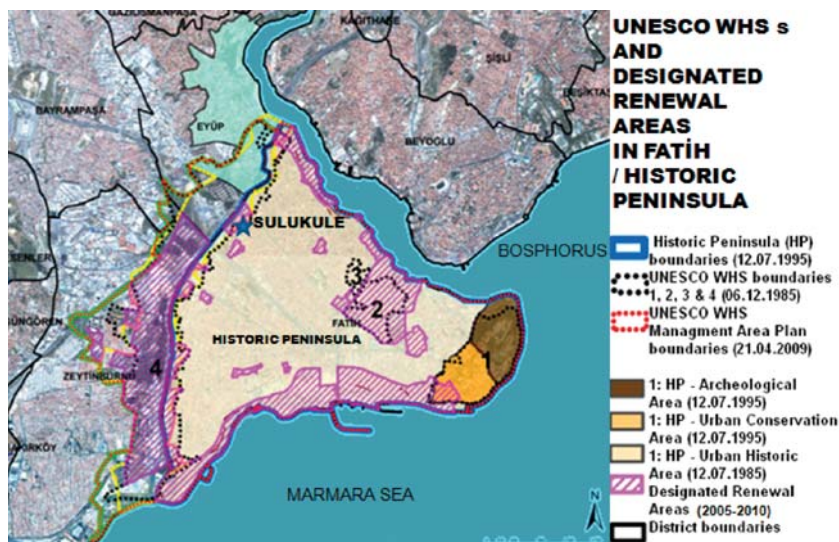 GAZİOSMANPAŞA
KAĞITHANE
ŞİŞLİ
BEŞİKTAŞ
BAYRAMPAŞA
EYÜP
BEYOĞLU
SULUKULE
BOSPHORUS
3
2
FATİH
HISTORIC PENINSULA
4
ZEYTİNBURNU
MARMARA SEA
N
UNESCO WHS s
AND
DESIGNATED
RENEWAL
AREAS
IN FATİH
/ HISTORIC
PENINSULA
Historic Peninsula (HP)
boundaries (12.07.1995)
UNESCO WHS boundaries
1, 2, 3 & 4 (06.12.1985)
UNESCO WHS
Managment Area Plan
boundaries (21.04.2009)
1: HP - Archeological
Area (12.07.1995)
1: HP - Urban Conservation
Area (12.07.1995)
1: HP - Urban Historic
Area (12.07.1985)
Designated Renewal
Areas (2005-2010)
District boundaries